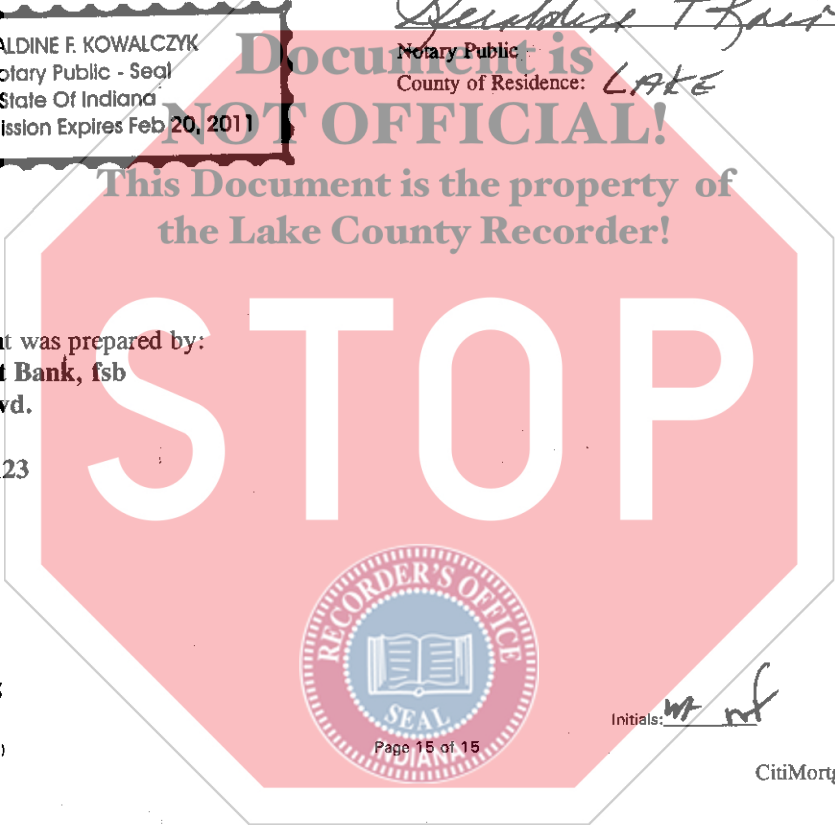 ALDINE F. KOWALCZYK
otary Public - Seal
State Of Indiana
ission Expires Feb 20, 2011
Notary Public
County of Residence: LAKE
Document is
NOT OFFICIAL!
This Document is the property of
the Lake County Recorder!
t was prepared by:
t Bank, fsb
vd.
23
STOP
RECORDER'S OFFICE
SEAL
INDIANA
Initials:
Page 15 of 15
CitiMortg